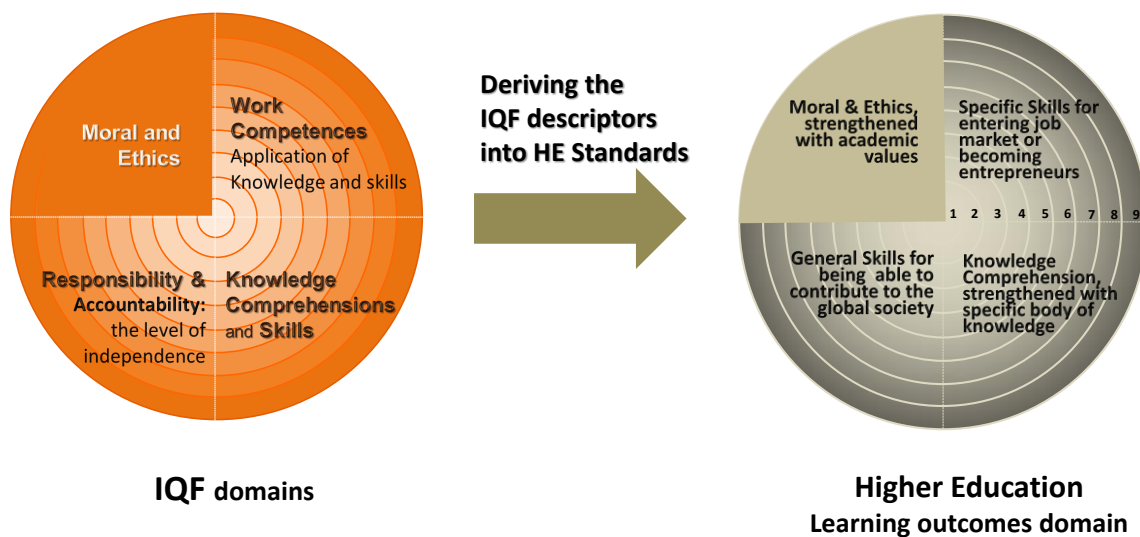 Moral and
Ethics
Work
Competences
Application of
Knowledge and skills
Responsibility &
Accountability:
the level of
independence
Knowledge
Comprehensions
and Skills
IQF domains
Deriving the
IQF descriptors
into HE Standards
Moral & Ethics,
strengthened
with academic
values
Specific Skills for
entering job
market or
becoming
entrepreneurs
1 2 3 4 5 6 7 8 9
General Skills for
being able to
contribute to the
global society
Knowledge
Comprehension,
strengthened with
specific body of
knowledge
Higher Education
Learning outcomes domain